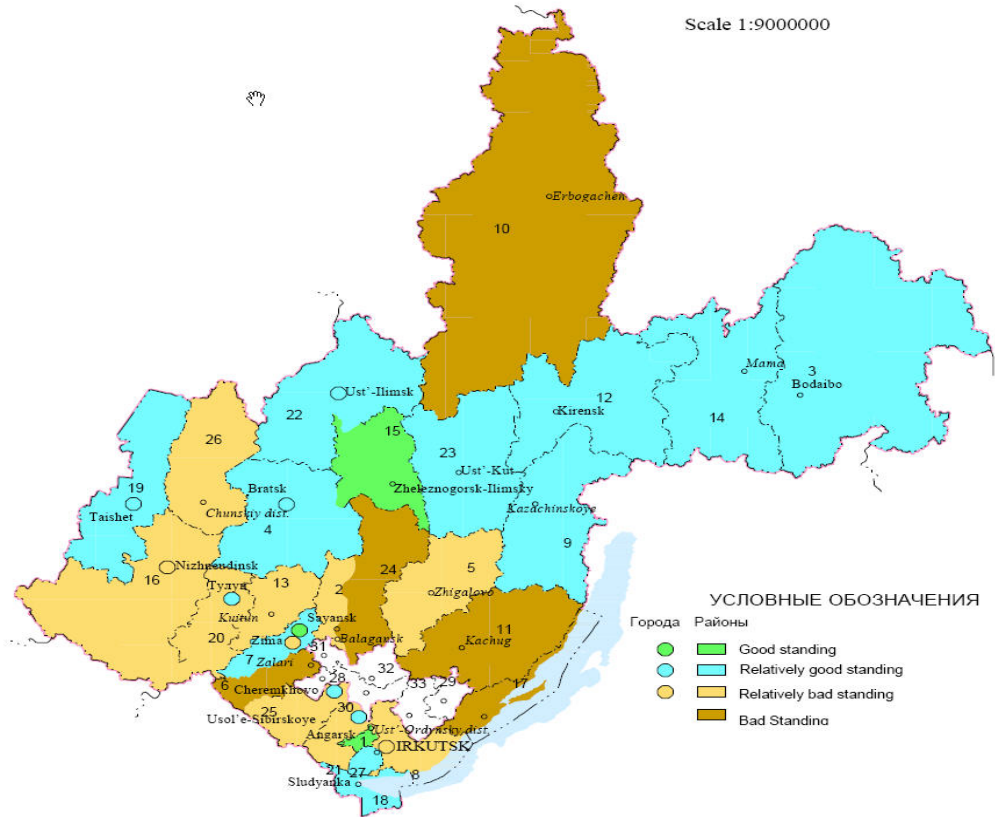 Scale 1:9000000
Erbogachen
10
Mama
3
Bodaibo
Ust'-Ilimsk
12
Kirensk
22
14
15
26
23
Ust'-Kut
Zheleznogorsk-Ilimsky
19
Bratsk
Chunskiy dist.
Kazachinskoye
Taishet
4
9
Nizhneudinsk
24
5
16
13
Тулун
2
Zhigalovo
Kuitun
Sayansk
11
20
Zima
Balagansk
Kachug
31
7
Zalari
32
6
28
33
29
17
Cheremkhovo
25
30
Usol'e-Sibirskoye
Ust'-Ordynsky dist.
Angarsk
1
IRKUTSK
21
27
8
Sludyanka
18
УСЛОВНЫЕ ОБОЗНАЧЕНИЯ
Города Районы
Good standing
Relatively good standing
Relatively bad standing
Bad Standing